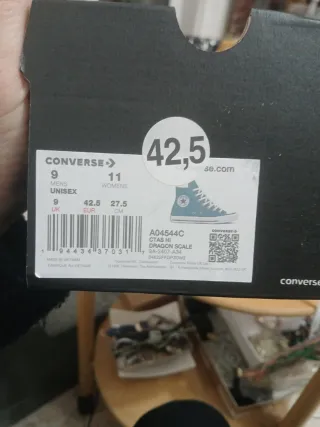 42,5
CONVERSE
se.com
9 11
MENS WOMENS
UNISEX
9 42.5 27.5
UK EUR CM
A04544C
CTAS HI
DRAGON SCALE
converse